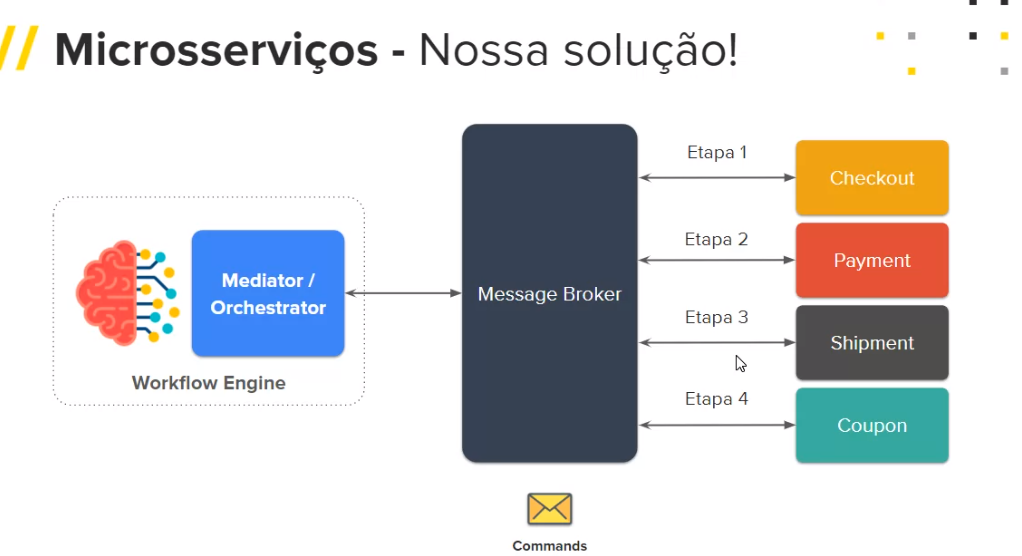 // Microsserviços - Nossa solução!
Mediator /
Orchestrator
Workflow Engine
Message Broker
Etapa 1
Checkout
Etapa 2
Payment
Etapa 3
Shipment
Etapa 4
Coupon
Commands